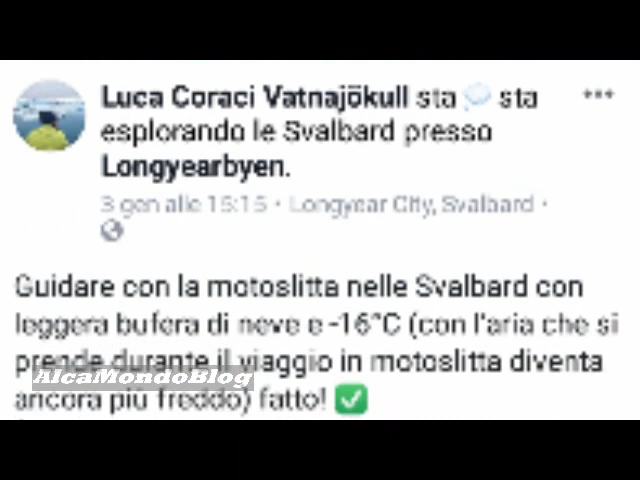 Luca Coraci Vatnajökull sta 💭 sta
esplorando le Svalbard presso
Longyearbyen.
3 gen alle 15:15 • Longyear City, Svalbard •
Guidare con la motoslitta nelle Svalbard con
leggera bufera di neve e -16°C (con l'aria che si
prende durante il viaggio in motoslitta diventa
AlcaMondoBlog
ancora più freddo) fatto! ✅